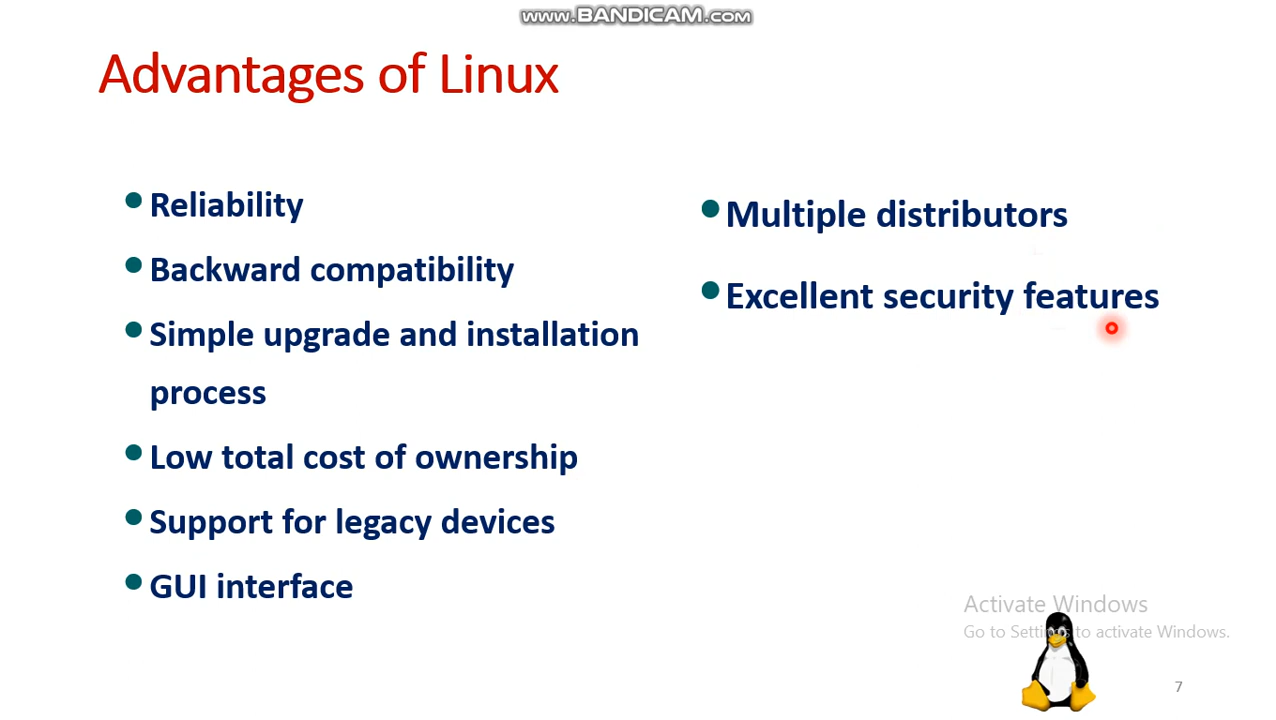 www.BANDICAM.com
Advantages of Linux
• Reliability
• Backward compatibility
• Simple upgrade and installation
process
• Low total cost of ownership
• Support for legacy devices
• GUI interface
• Multiple distributors
• Excellent security features
Activate Windows
Go to Settings to activate Windows.
7